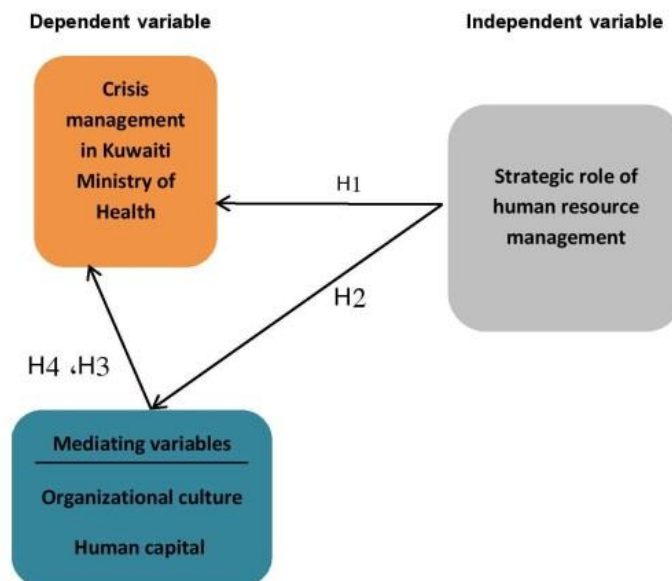 Dependent variable
Independent variable
Crisis
management
in Kuwaiti
Ministry of
Health
H1
Strategic role of
human resource
management
H2
H4 ،H3
Mediating variables
Organizational culture
Human capital